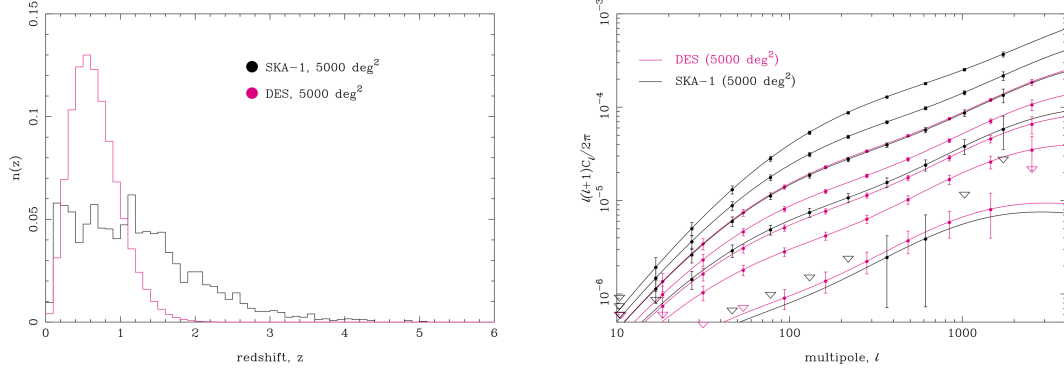 0.15
0.1
0.05
0
n(z)
SKA−1, 5000 deg²
DES, 5000 deg²
0 1 2 3 4 5 6
redshift, z
10⁻³
10⁻⁴
10⁻⁵
10⁻⁶
ℓ(ℓ+1)Cℓ/2π
DES (5000 deg²)
SKA−1 (5000 deg²)
10 100 1000
multipole, ℓ